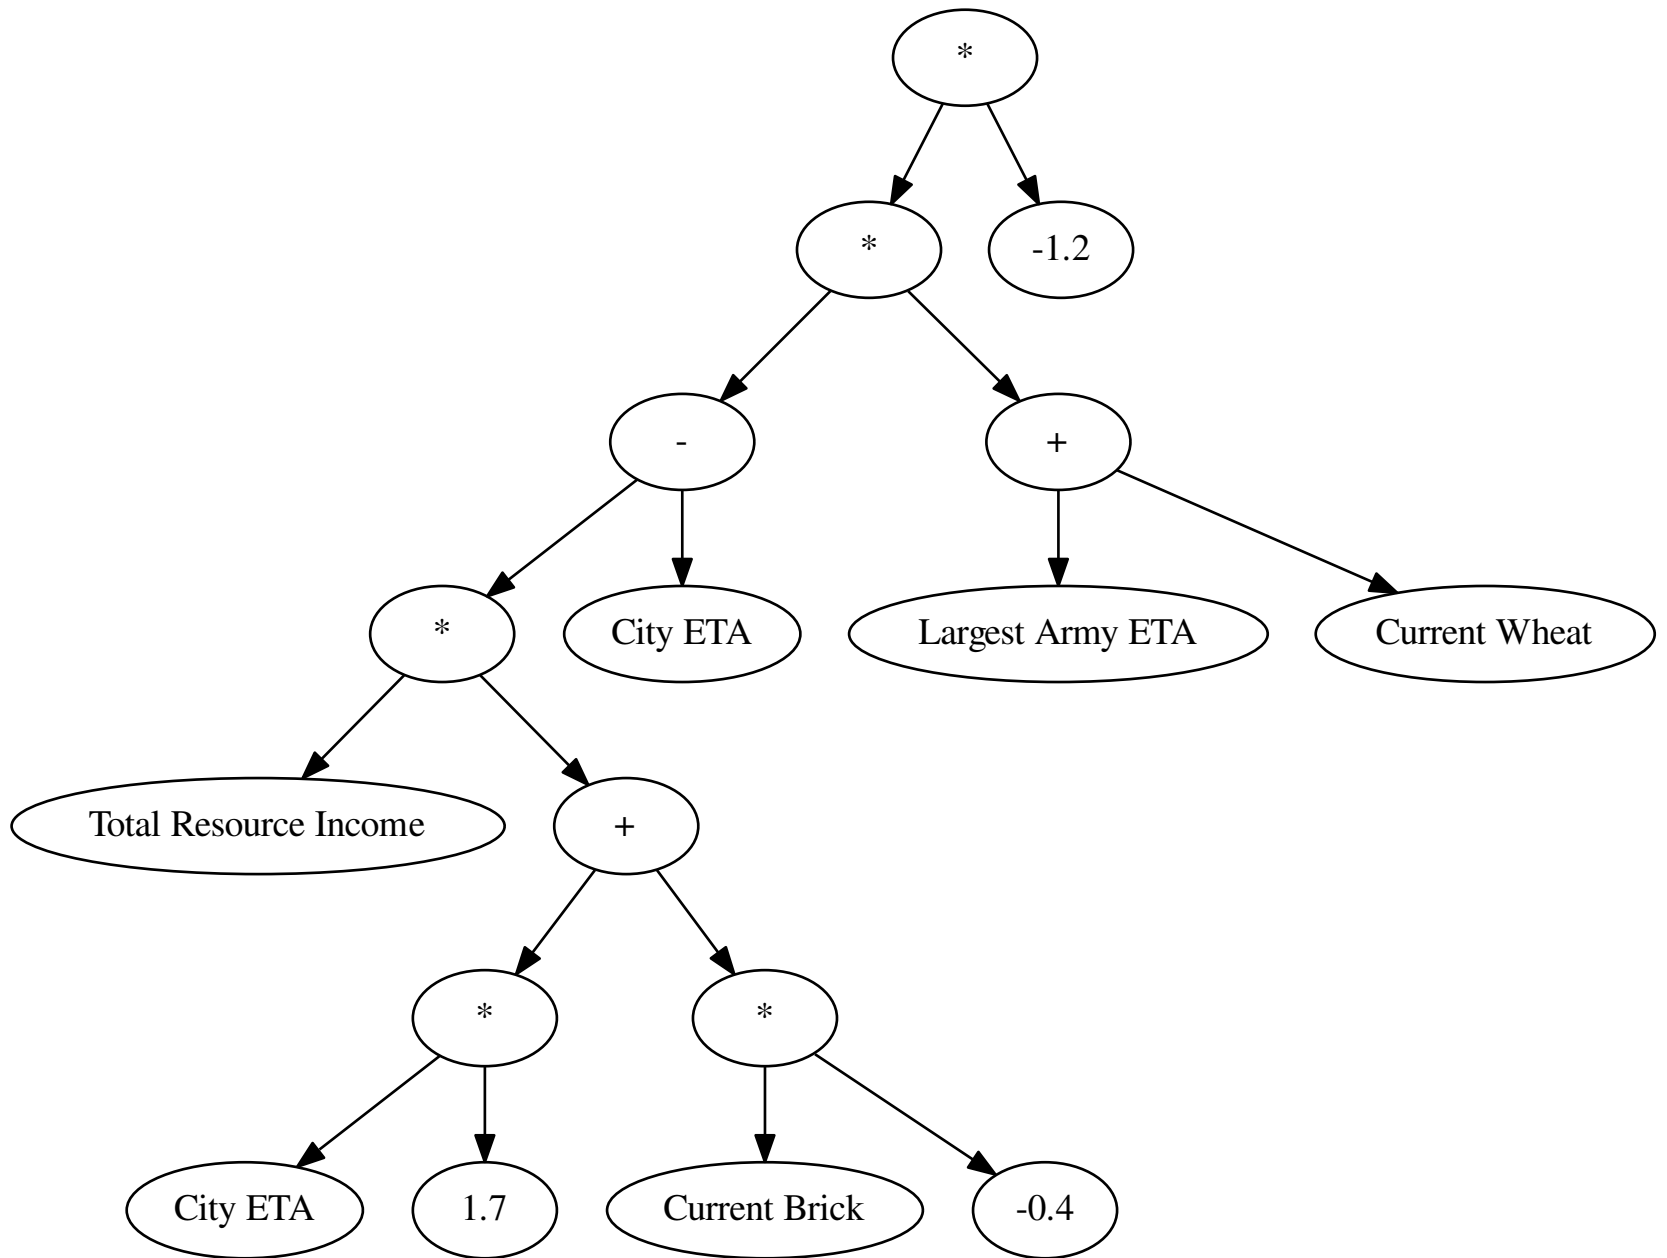 *
*
-1.2
-
+
*
City ETA
Largest Army ETA
Current Wheat
Total Resource Income
+
*
*
City ETA
1.7
Current Brick
-0.4